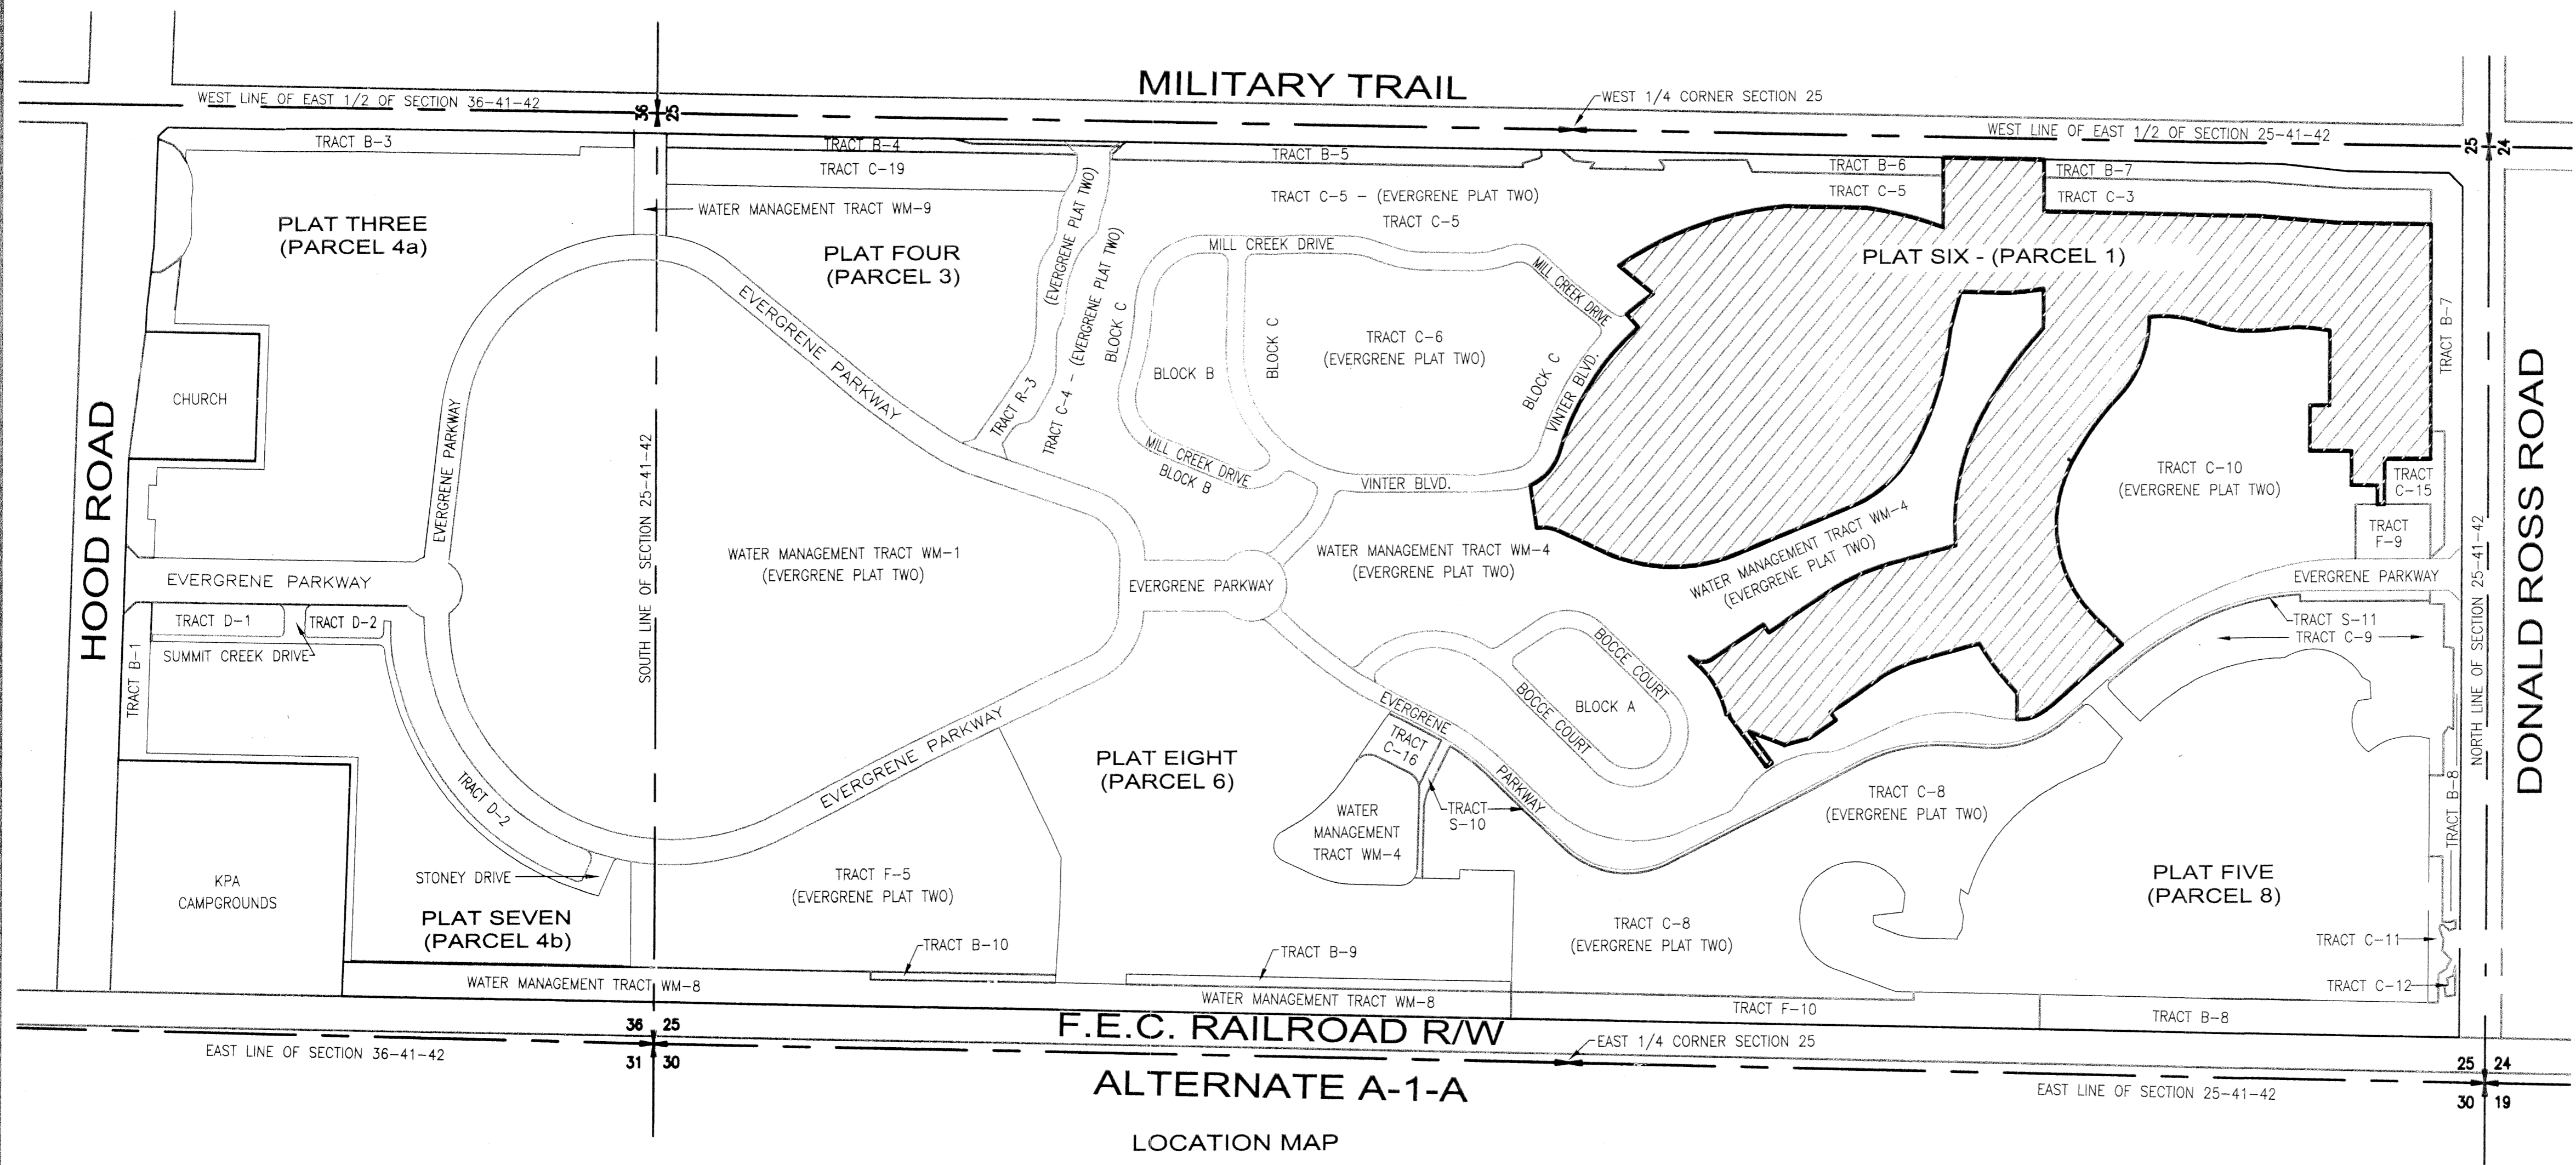 MILITARY TRAIL
WEST LINE OF EAST 1/2 OF SECTION 36-41-42
36
25
WEST 1/4 CORNER SECTION 25
WEST LINE OF EAST 1/2 OF SECTION 25-41-42
25
24
TRACT B-3
TRACT B-4
TRACT C-19
TRACT B-5
TRACT B-6
TRACT C-5
TRACT B-7
TRACT C-3
WATER MANAGEMENT TRACT WM-9
TRACT C-5 - (EVERGRENE PLAT TWO)
TRACT C-5
PLAT THREE
(PARCEL 4a)
PLAT FOUR
(PARCEL 3)
(EVERGRENE PLAT TWO)
TRACT R-3
TRACT C-4 - (EVERGRENE PLAT TWO)
BLOCK C
MILL CREEK DRIVE
MILL CREEK DRIVE
PLAT SIX - (PARCEL 1)
TRACT B-7
EVERGRENE PARKWAY
BLOCK B
BLOCK C
TRACT C-6
(EVERGRENE PLAT TWO)
BLOCK C
VINTER BLVD.
CHURCH
HOOD ROAD
DONALD ROSS ROAD
EVERGRENE PARKWAY
SOUTH LINE OF SECTION 25-41-42
MILL CREEK DRIVE
BLOCK B
VINTER BLVD.
TRACT C-10
(EVERGRENE PLAT TWO)
TRACT
C-15
TRACT
F-9
NORTH LINE OF SECTION 25-41-42
WATER MANAGEMENT TRACT WM-1
(EVERGRENE PLAT TWO)
WATER MANAGEMENT TRACT WM-4
(EVERGRENE PLAT TWO)
WATER MANAGEMENT TRACT WM-4
(EVERGRENE PLAT TWO)
EVERGRENE PARKWAY
EVERGRENE PARKWAY
EVERGRENE PARKWAY
TRACT D-1
TRACT D-2
SUMMIT CREEK DRIVE
TRACT B-1
TRACT S-11
TRACT C-9
BOCCE COURT
BOCCE COURT
BLOCK A
EVERGRENE
PARKWAY
EVERGRENE PARKWAY
TRACT
C-16
PLAT EIGHT
(PARCEL 6)
TRACT
S-10
WATER
MANAGEMENT
TRACT WM-4
TRACT C-8
(EVERGRENE PLAT TWO)
TRACT B-8
TRACT D-2
STONEY DRIVE
KPA
CAMPGROUNDS
PLAT SEVEN
(PARCEL 4b)
TRACT F-5
(EVERGRENE PLAT TWO)
PLAT FIVE
(PARCEL 8)
TRACT C-8
(EVERGRENE PLAT TWO)
TRACT B-10
TRACT B-9
TRACT C-11
TRACT C-12
WATER MANAGEMENT TRACT WM-8
WATER MANAGEMENT TRACT WM-8
TRACT F-10
TRACT B-8
36 25
F.E.C. RAILROAD R/W
EAST LINE OF SECTION 36-41-42
31 30
EAST 1/4 CORNER SECTION 25
25 24
ALTERNATE A-1-A
EAST LINE OF SECTION 25-41-42
30 19
LOCATION MAP